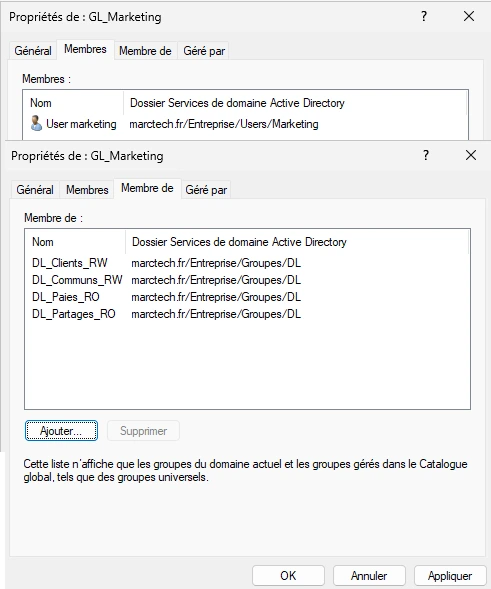 Propriétés de : GL_Marketing ? ×
Général Membres Membre de Géré par
Membres :
Nom Dossier Services de domaine Active Directory
User marketing marctech.fr/Entreprise/Users/Marketing
Propriétés de : GL_Marketing ? ×
Général Membres Membre de Géré par
Membre de :
Nom Dossier Services de domaine Active Directory
DL_Clients_RW marctech.fr/Entreprise/Groupes/DL
DL_Communs_RW marctech.fr/Entreprise/Groupes/DL
DL_Paies_RO marctech.fr/Entreprise/Groupes/DL
DL_Partages_RO marctech.fr/Entreprise/Groupes/DL
Ajouter... Supprimer
Cette liste n'affiche que les groupes du domaine actuel et les groupes gérés dans le Catalogue
global, tels que des groupes universels.
OK Annuler Appliquer